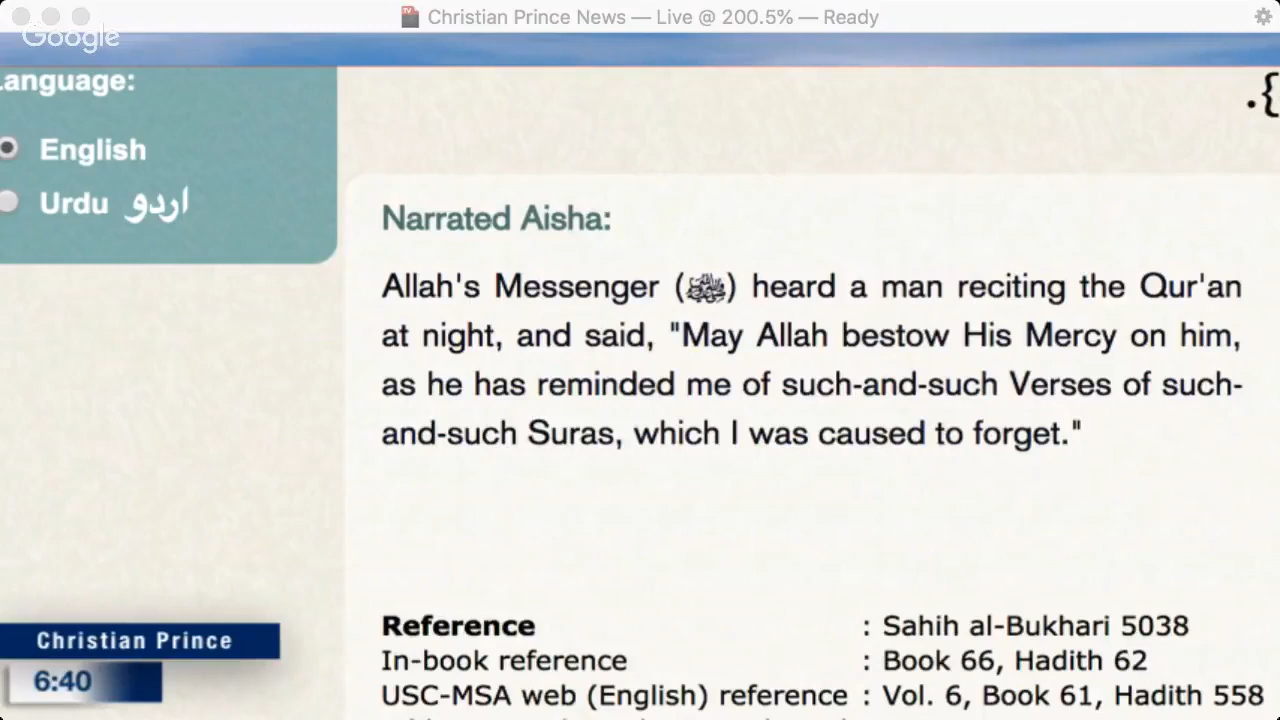 Christian Prince News — Live @ 200.5% — Ready
Google
Language:
.{
English
Urdu اردو
Narrated Aisha:
Allah's Messenger (ﷺ) heard a man reciting the Qur'an
at night, and said, "May Allah bestow His Mercy on him,
as he has reminded me of such-and-such Verses of such-
and-such Suras, which I was caused to forget."
Reference : Sahih al-Bukhari 5038
In-book reference : Book 66, Hadith 62
USC-MSA web (English) reference : Vol. 6, Book 61, Hadith 558
Christian Prince
6:40